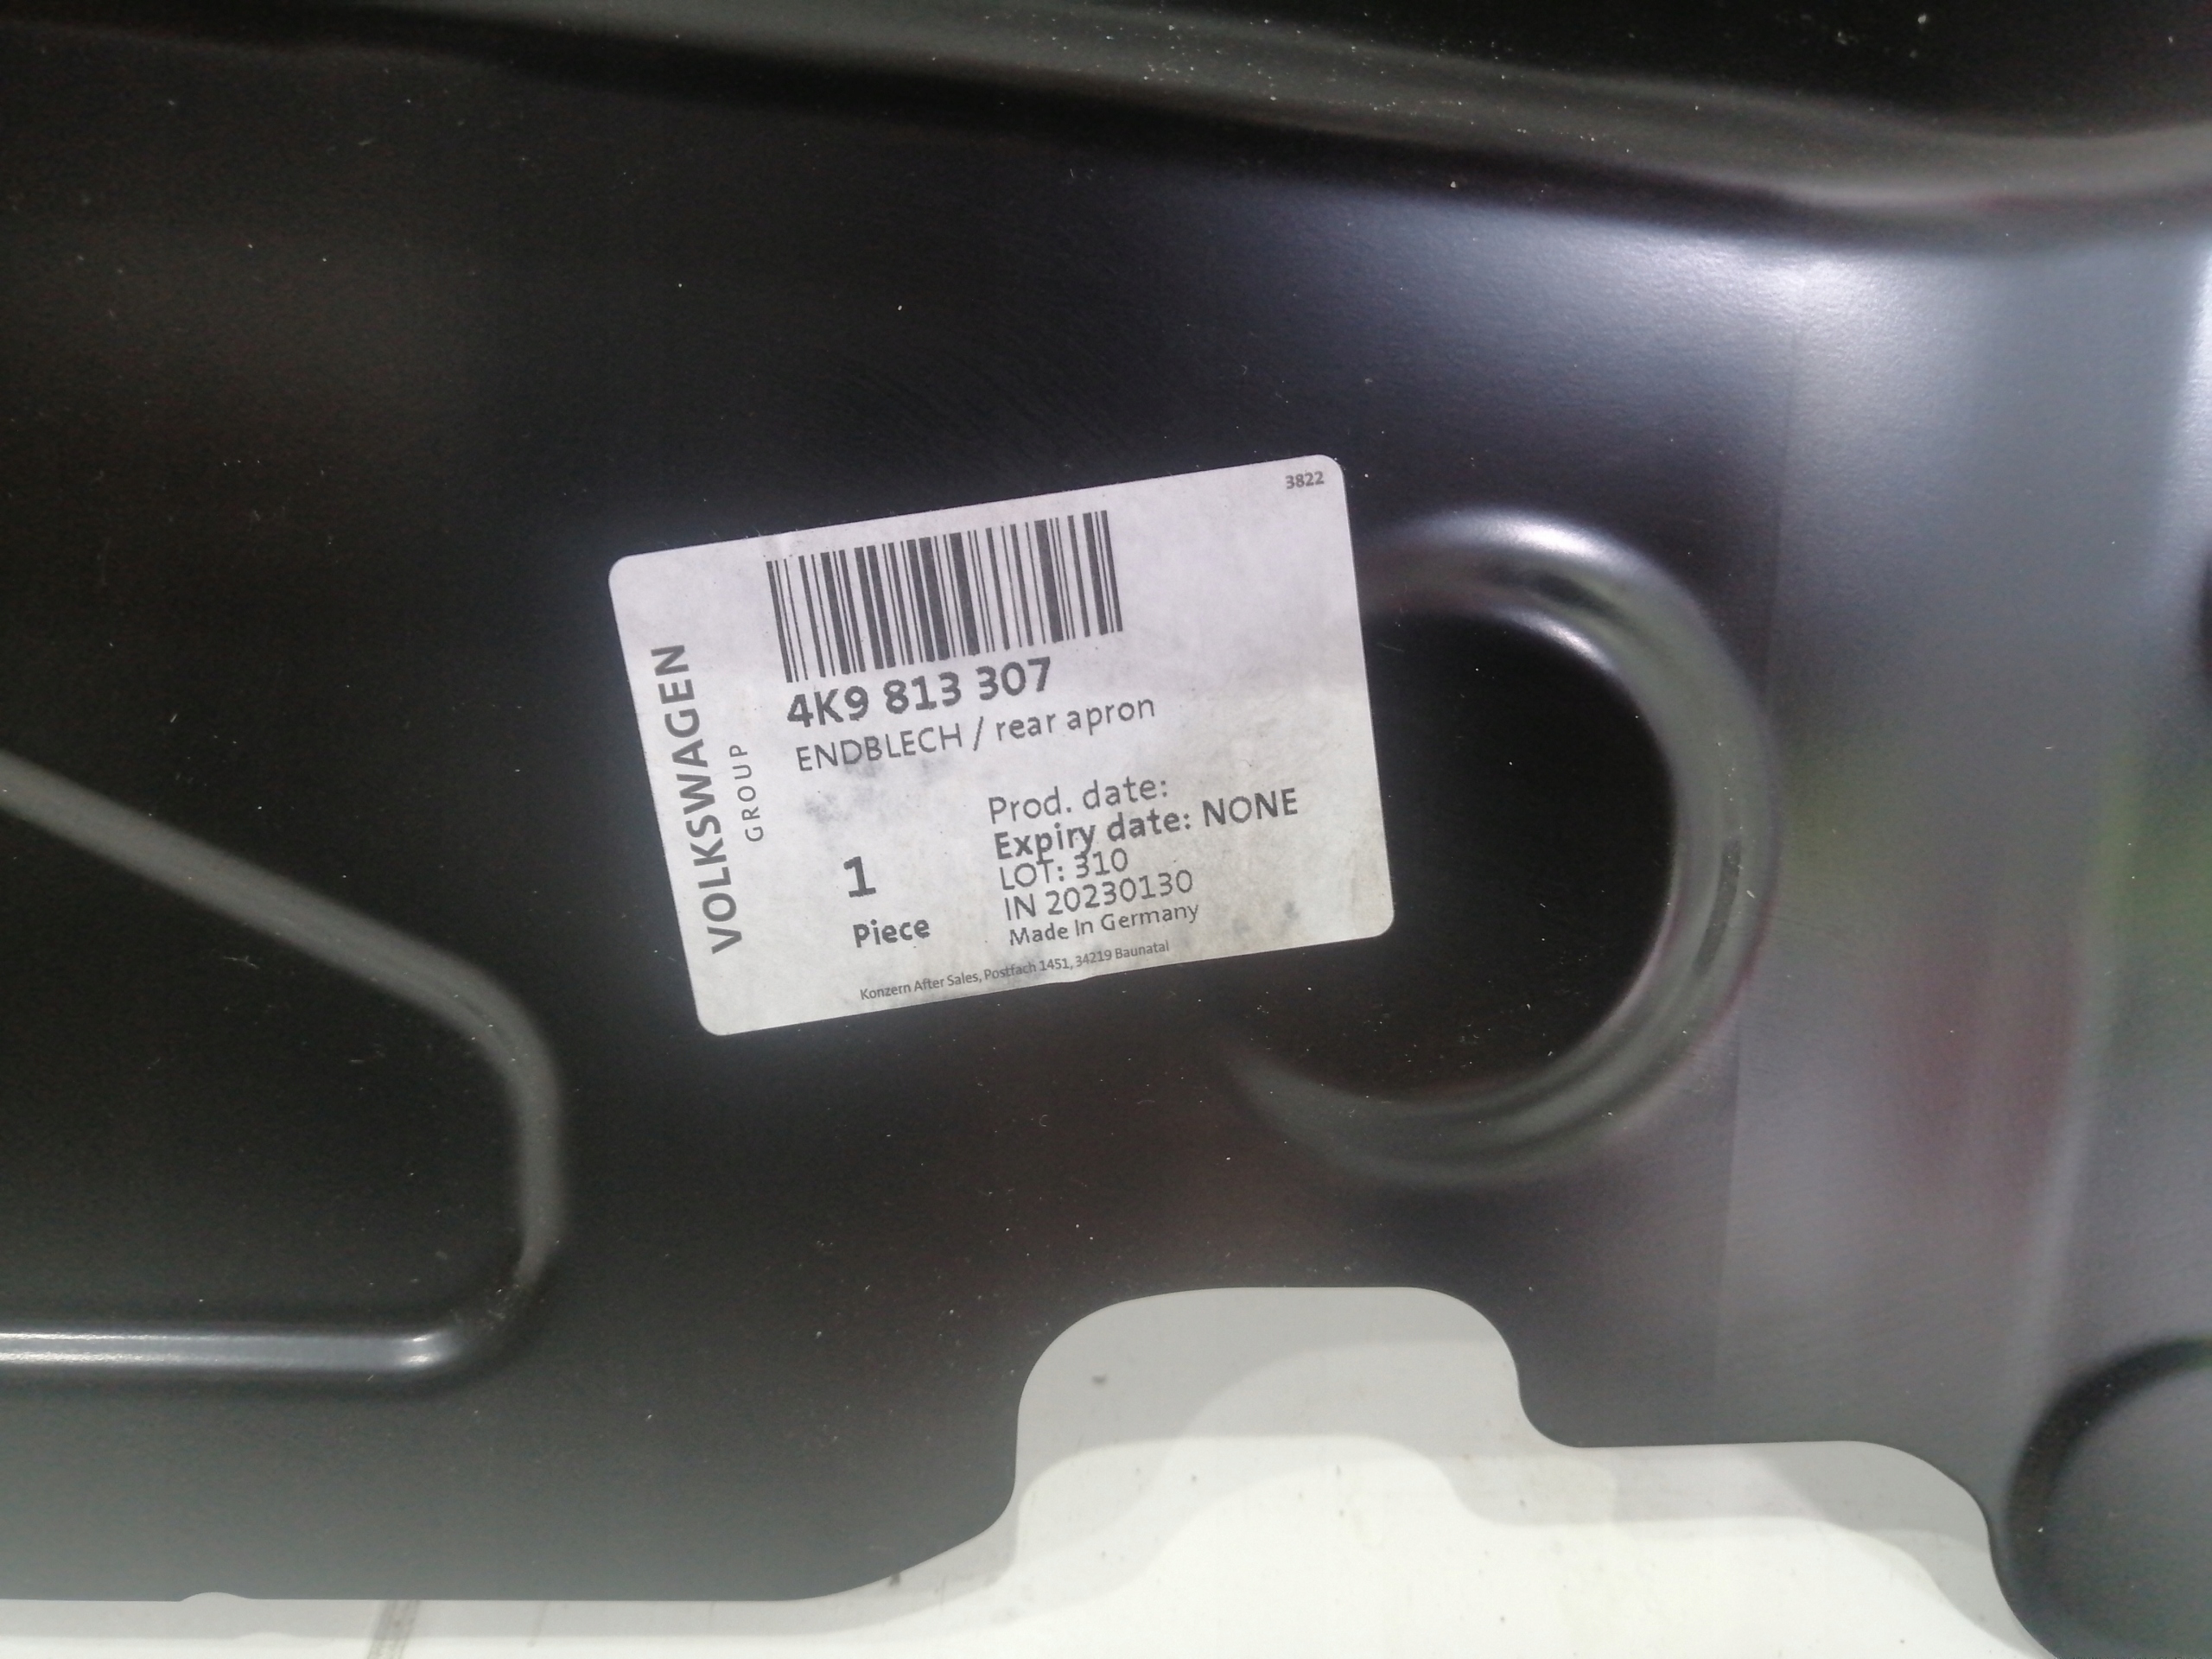 3822
VOLKSWAGEN
GROUP
4K9 813 307
ENDBLECH / rear apron
Prod. date:
Expiry date: NONE
LOT: 310
IN 20230130
Made In Germany
1
Piece
Konzern After Sales, Postfach 1451, 34219 Baunatal